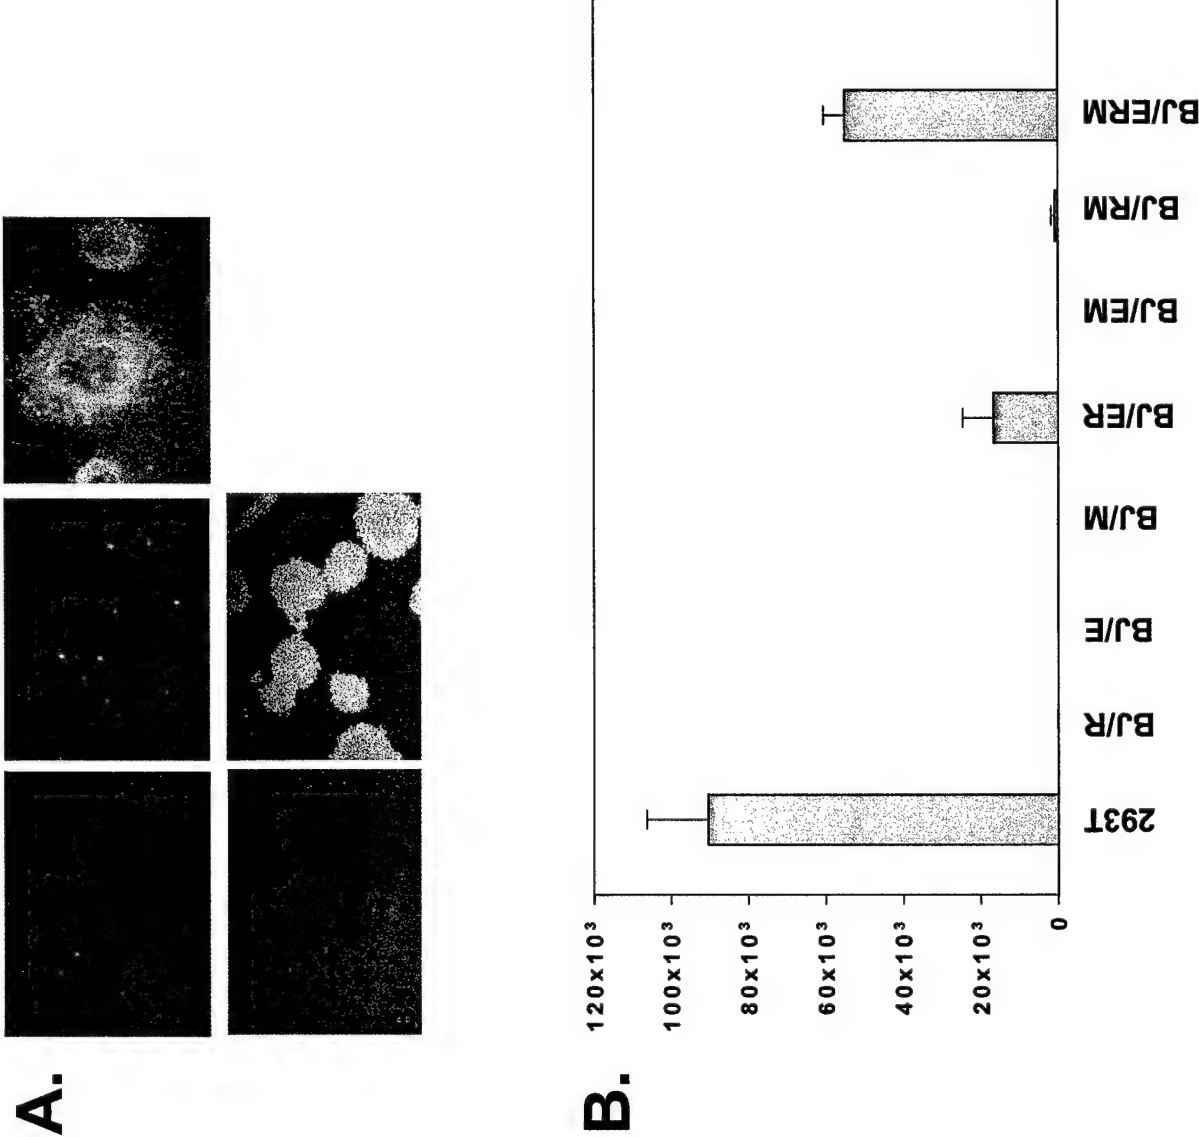 A.
B.
120x10³
100x10³
80x10³
60x10³
40x10³
20x10³
0
293T
BJ/R
BJ/E
BJ/M
BJ/ER
BJ/EM
BJ/RM
BJ/ERM